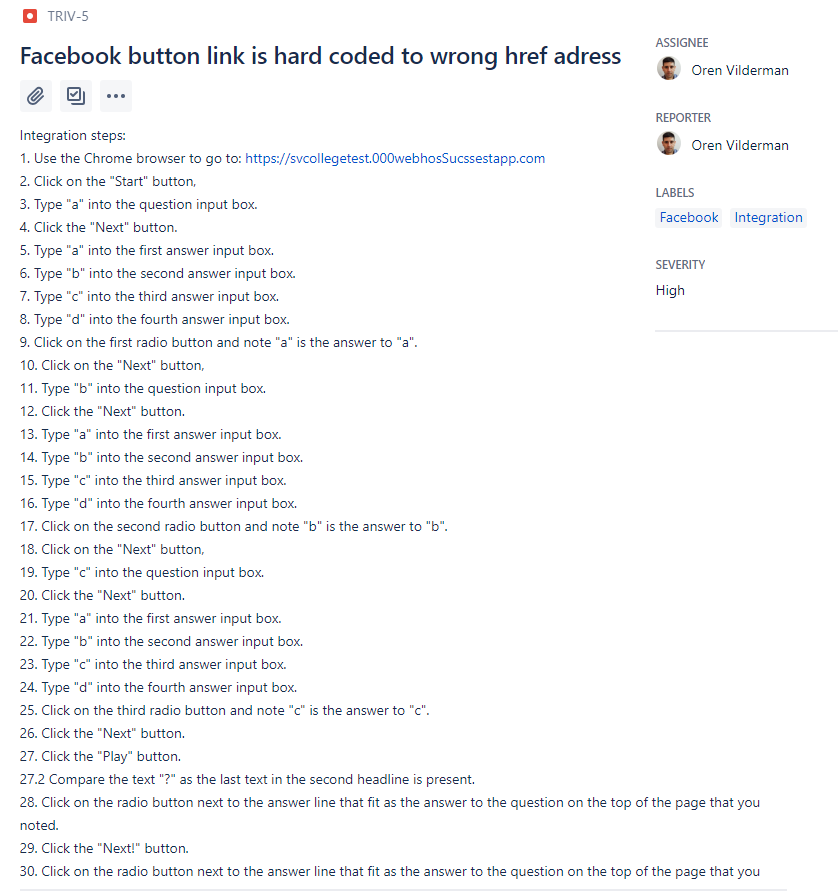 TRIV-5
Facebook button link is hard coded to wrong href adress
Integration steps:
1. Use the Chrome browser to go to: https://svcollegetest.000webhosSucssestapp.com
2. Click on the "Start" button,
3. Type "a" into the question input box.
4. Click the "Next" button.
5. Type "a" into the first answer input box.
6. Type "b" into the second answer input box.
7. Type "c" into the third answer input box.
8. Type "d" into the fourth answer input box.
9. Click on the first radio button and note "a" is the answer to "a".
10. Click on the "Next" button,
11. Type "b" into the question input box.
12. Click the "Next" button.
13. Type "a" into the first answer input box.
14. Type "b" into the second answer input box.
15. Type "c" into the third answer input box.
16. Type "d" into the fourth answer input box.
17. Click on the second radio button and note "b" is the answer to "b".
18. Click on the "Next" button,
19. Type "c" into the question input box.
20. Click the "Next" button.
21. Type "a" into the first answer input box.
22. Type "b" into the second answer input box.
23. Type "c" into the third answer input box.
24. Type "d" into the fourth answer input box.
25. Click on the third radio button and note "c" is the answer to "c".
26. Click the "Next" button.
27. Click the "Play" button.
27.2 Compare the text "?" as the last text in the second headline is present.
28. Click on the radio button next to the answer line that fit as the answer to the question on the top of the page that you
noted.
29. Click the "Next!" button.
30. Click on the radio button next to the answer line that fit as the answer to the question on the top of the page that you
ASSIGNEE
Oren Vilderman
REPORTER
Oren Vilderman
LABELS
Facebook Integration
SEVERITY
High